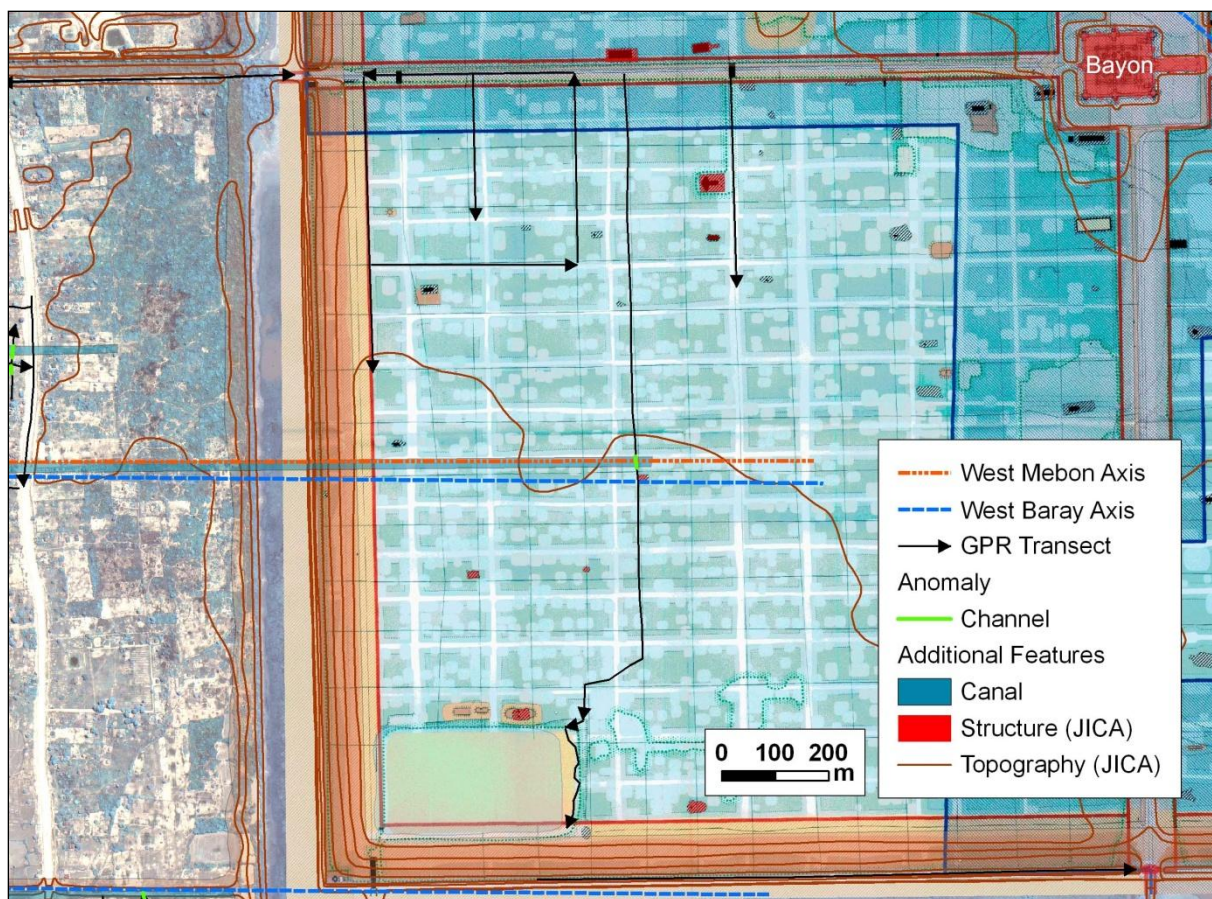 Bayon
West Mebon Axis
West Baray Axis
GPR Transect
Anomaly
Channel
Additional Features
Canal
Structure (JICA)
Topography (JICA)
0 100 200
m